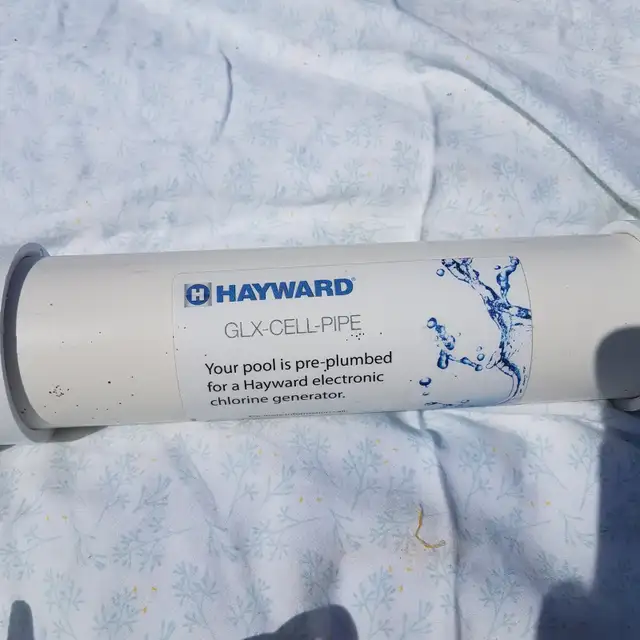 HAYWARD
GLX-CELL-PIPE
Your pool is pre-plumbed
for a Hayward electronic
chlorine generator.